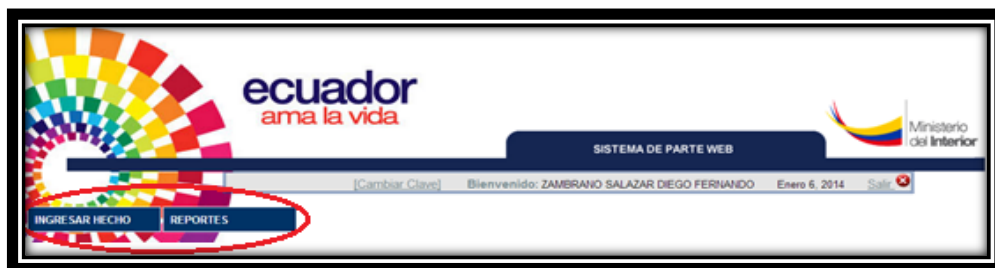 ecuador
ama la vida
Ministerio
del Interior
SISTEMA DE PARTE WEB
[Cambiar Clave] Bienvenido: ZAMBRANO SALAZAR DIEGO FERNANDO Enero 6, 2014 Salir
INGRESAR HECHO REPORTES